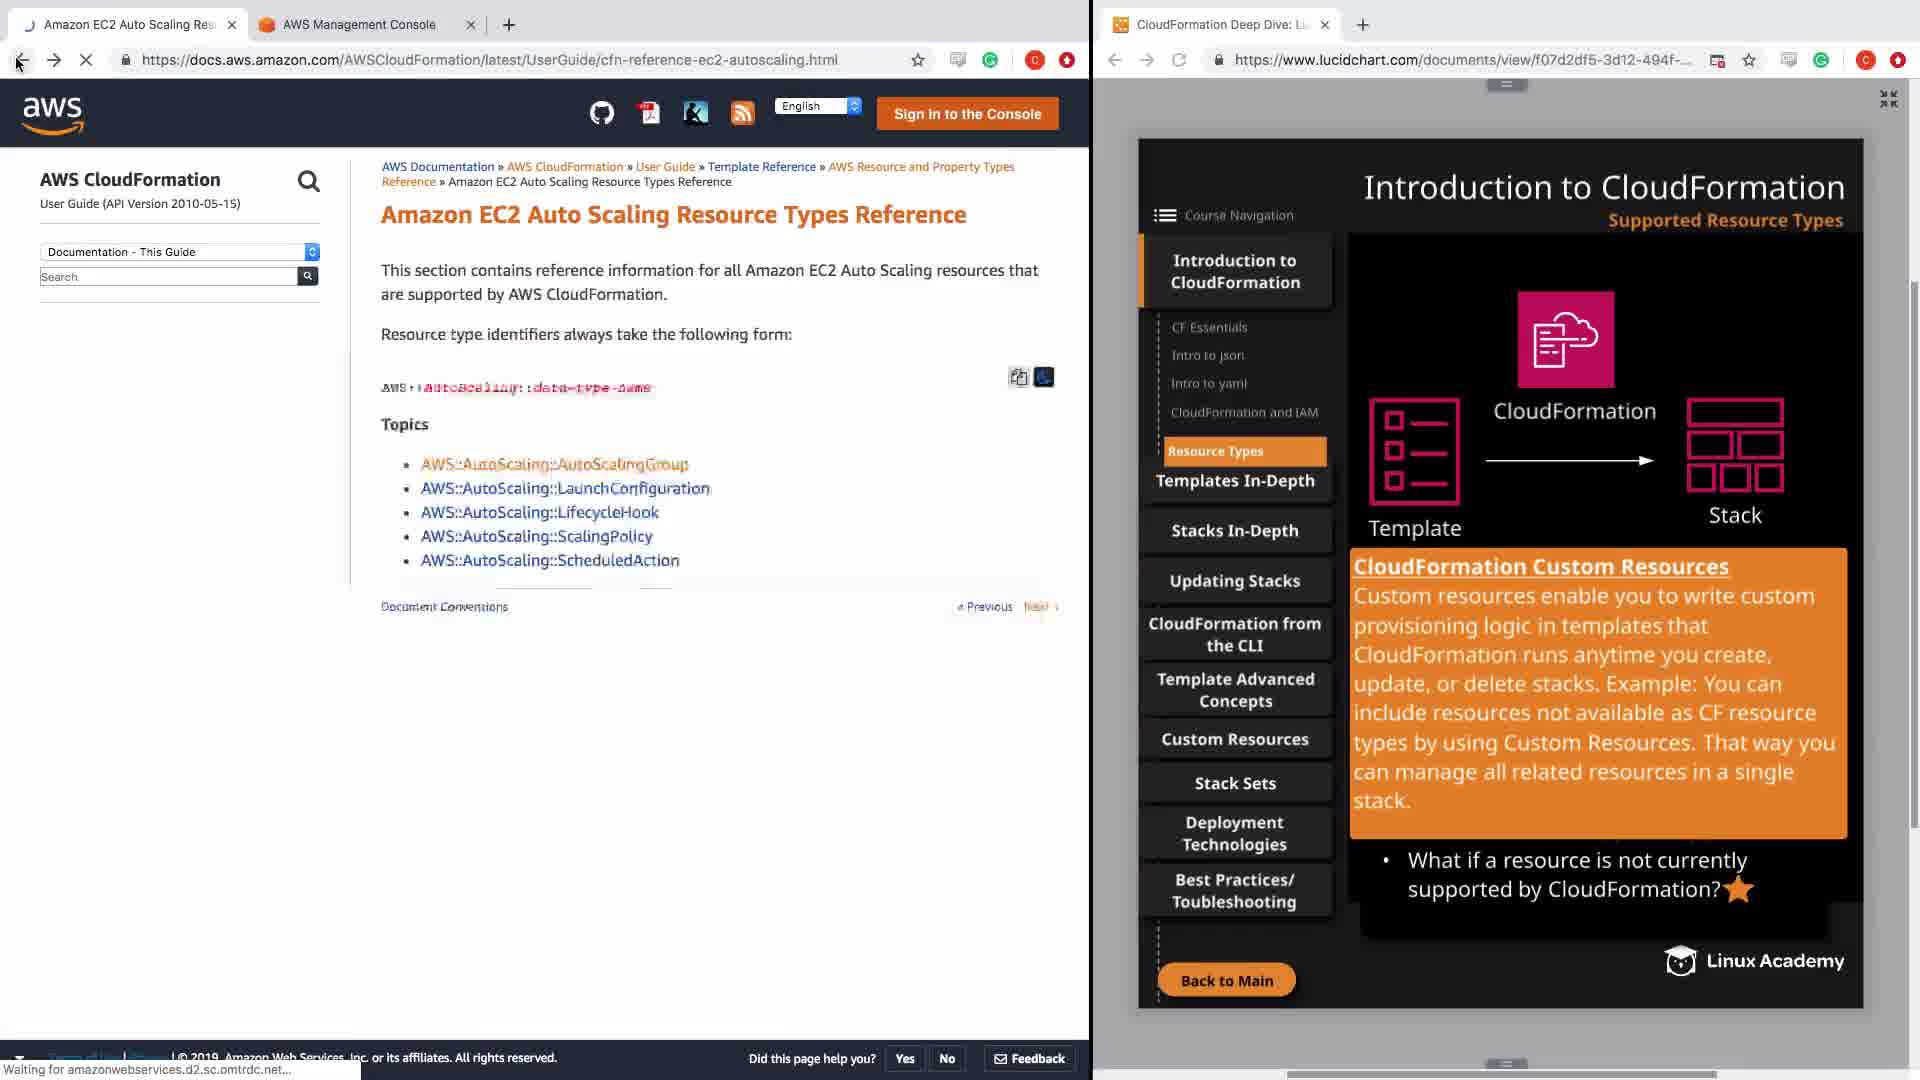 Amazon EC2 Auto Scaling Res
AWS Management Console
https://docs.aws.amazon.com/AWSCloudFormation/latest/UserGuide/cfn-reference-ec2-autoscaling.html
C
aws
English
Sign In to the Console
AWS CloudFormation
User Guide (API Version 2010-05-15)
Documentation - This Guide
Search
AWS Documentation » AWS CloudFormation » User Guide » Template Reference » AWS Resource and Property Types
Reference » Amazon EC2 Auto Scaling Resource Types Reference
Amazon EC2 Auto Scaling Resource Types Reference
This section contains reference information for all Amazon EC2 Auto Scaling resources that
are supported by AWS CloudFormation.
Resource type identifiers always take the following form:
AWS::AutoScaling::data-type-name
Topics
• AWS::AutoScaling::AutoScalingGroup
• AWS::AutoScaling::LaunchConfiguration
• AWS::AutoScaling::LifecycleHook
• AWS::AutoScaling::ScalingPolicy
• AWS::AutoScaling::ScheduledAction
Document Conventions
« Previous Next »
© 2019, Amazon Web Services, Inc. or its affiliates. All rights reserved.
Did this page help you?
Yes
No
Feedback
Waiting for amazonwebservices.d2.sc.omtrdc.net...
CloudFormation Deep Dive: Lu
https://www.lucidchart.com/documents/view/f07d2df5-3d12-494f-...
C
Introduction to CloudFormation
Supported Resource Types
Course Navigation
Introduction to
CloudFormation
CF Essentials
Intro to json
Intro to yaml
CloudFormation and IAM
Resource Types
Templates In-Depth
Stacks In-Depth
Updating Stacks
CloudFormation from
the CLI
Template Advanced
Concepts
Custom Resources
Stack Sets
Deployment
Technologies
Best Practices/
Toubleshooting
Back to Main
CloudFormation
Template
Stack
CloudFormation Custom Resources
Custom resources enable you to write custom
provisioning logic in templates that
CloudFormation runs anytime you create,
update, or delete stacks. Example: You can
include resources not available as CF resource
types by using Custom Resources. That way you
can manage all related resources in a single
stack.
• What if a resource is not currently
supported by CloudFormation?
Linux Academy